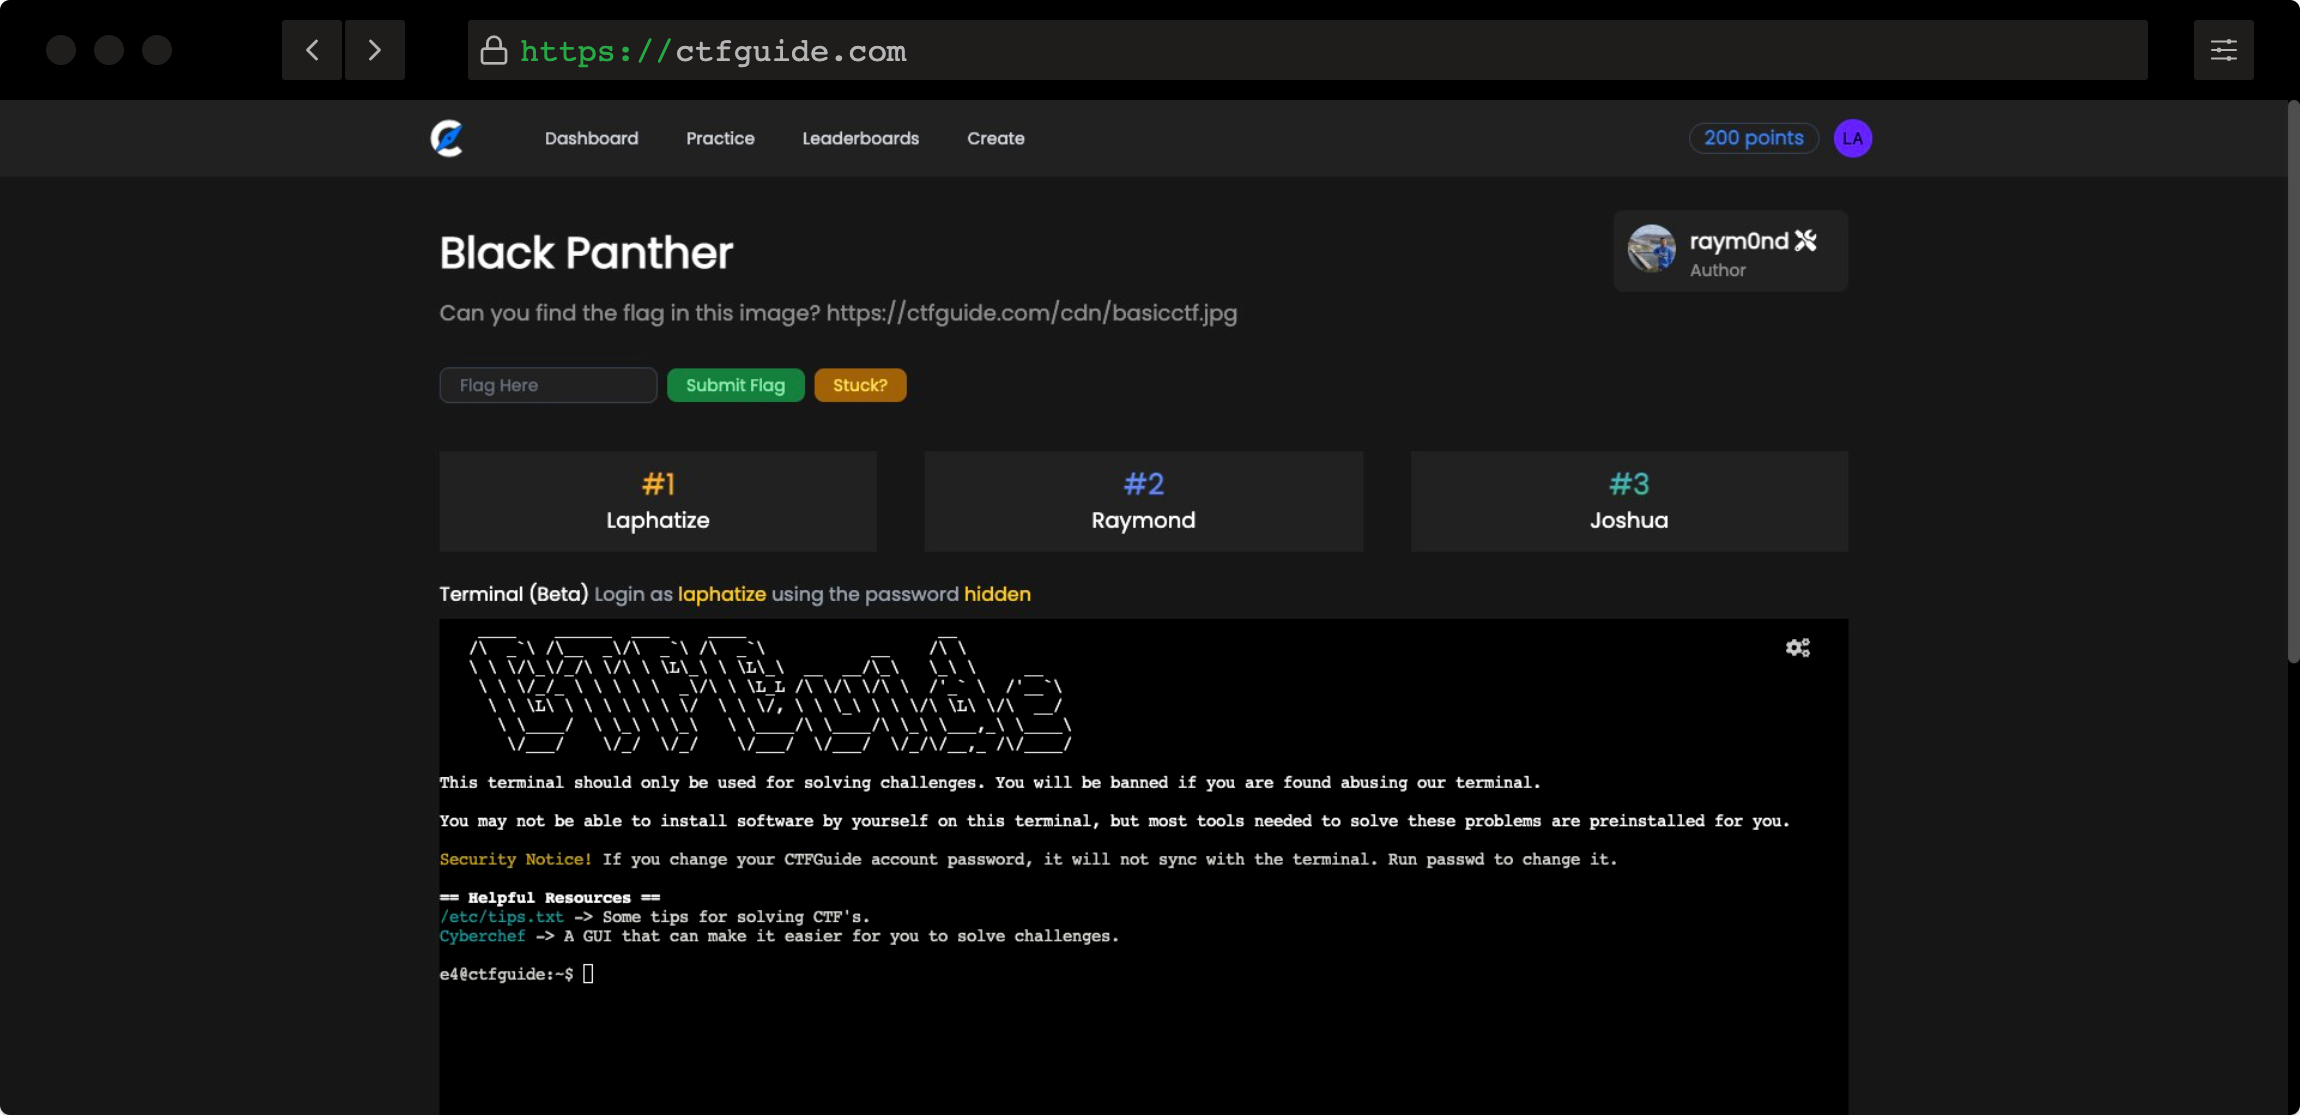 https://ctfguide.com
Dashboard Practice Leaderboards Create 200 points LA
Black Panther
raym0nd
Author
Can you find the flag in this image? https://ctfguide.com/cdn/basicctf.jpg
Flag Here Submit Flag Stuck?
#1 #2 #3
Laphatize Raymond Joshua
Terminal (Beta) Login as laphatize using the password hidden
CTFGuide
This terminal should only be used for solving challenges. You will be banned if you are found abusing our terminal.
You may not be able to install software by yourself on this terminal, but most tools needed to solve these problems are preinstalled for you.
Security Notice! If you change your CTFGuide account password, it will not sync with the terminal. Run passwd to change it.
== Helpful Resources ==
/etc/tips.txt -> Some tips for solving CTF's.
Cyberchef -> A GUI that can make it easier for you to solve challenges.
e4@ctfguide:~$